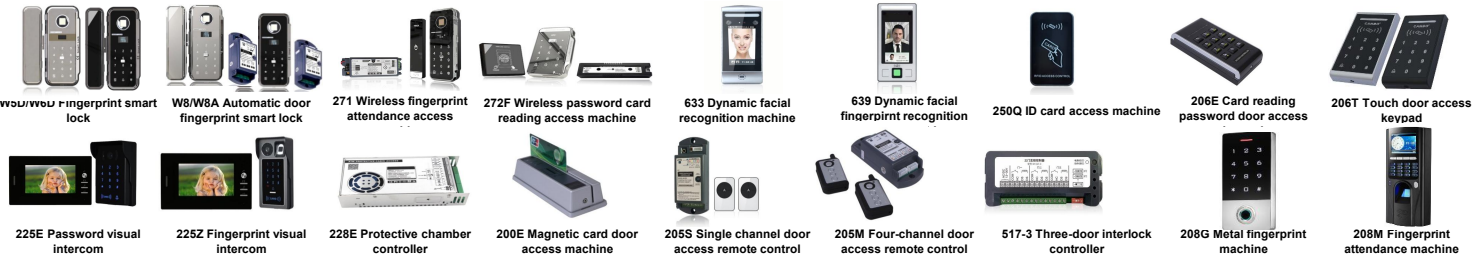 W5D/W6D Fingerprint smart
lock
W8/W8A Automatic door
fingerprint smart lock
271 Wireless fingerprint
attendance access
272F Wireless password card
reading access machine
633 Dynamic facial
recognition machine
639 Dynamic facial
fingerpirnt recognition
250Q ID card access machine
206E Card reading
password door access
206T Touch door access
keypad
225E Password visual
intercom
225Z Fingerprint visual
intercom
228E Protective chamber
controller
200E Magnetic card door
access machine
205S Single channel door
access remote control
205M Four-channel door
access remote control
517-3 Three-door interlock
controller
208G Metal fingerprint
machine
208M Fingerprint
attendance machine